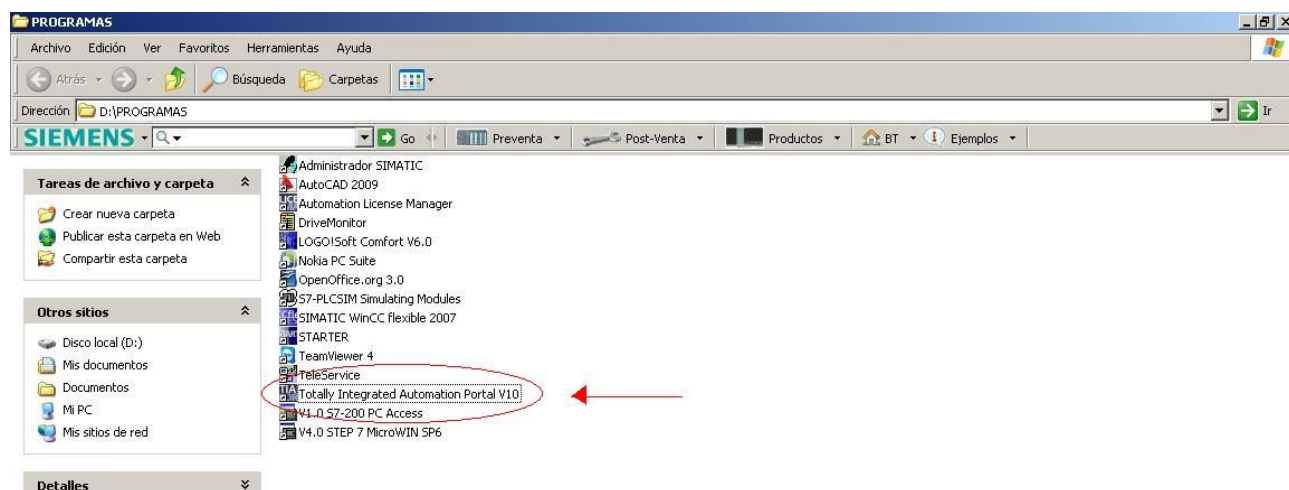 PROGRAMAS
Archivo Edición Ver Favoritos Herramientas Ayuda
Atrás Búsqueda Carpetas
Dirección D:\PROGRAMAS Ir
SIEMENS Go Preventa Post-Venta Productos BT Ejemplos
Tareas de archivo y carpeta
Crear nueva carpeta
Publicar esta carpeta en Web
Compartir esta carpeta
Otros sitios
Disco local (D:)
Mis documentos
Documentos
Mi PC
Mis sitios de red
Detalles
Administrador SIMATIC
AutoCAD 2009
Automation License Manager
DriveMonitor
LOGO!Soft Comfort V6.0
Nokia PC Suite
OpenOffice.org 3.0
S7-PLCSIM Simulating Modules
SIMATIC WinCC flexible 2007
STARTER
TeamViewer 4
TeleService
Totally Integrated Automation Portal V10
V1.0 S7-200 PC Access
V4.0 STEP 7 MicroWIN SP6